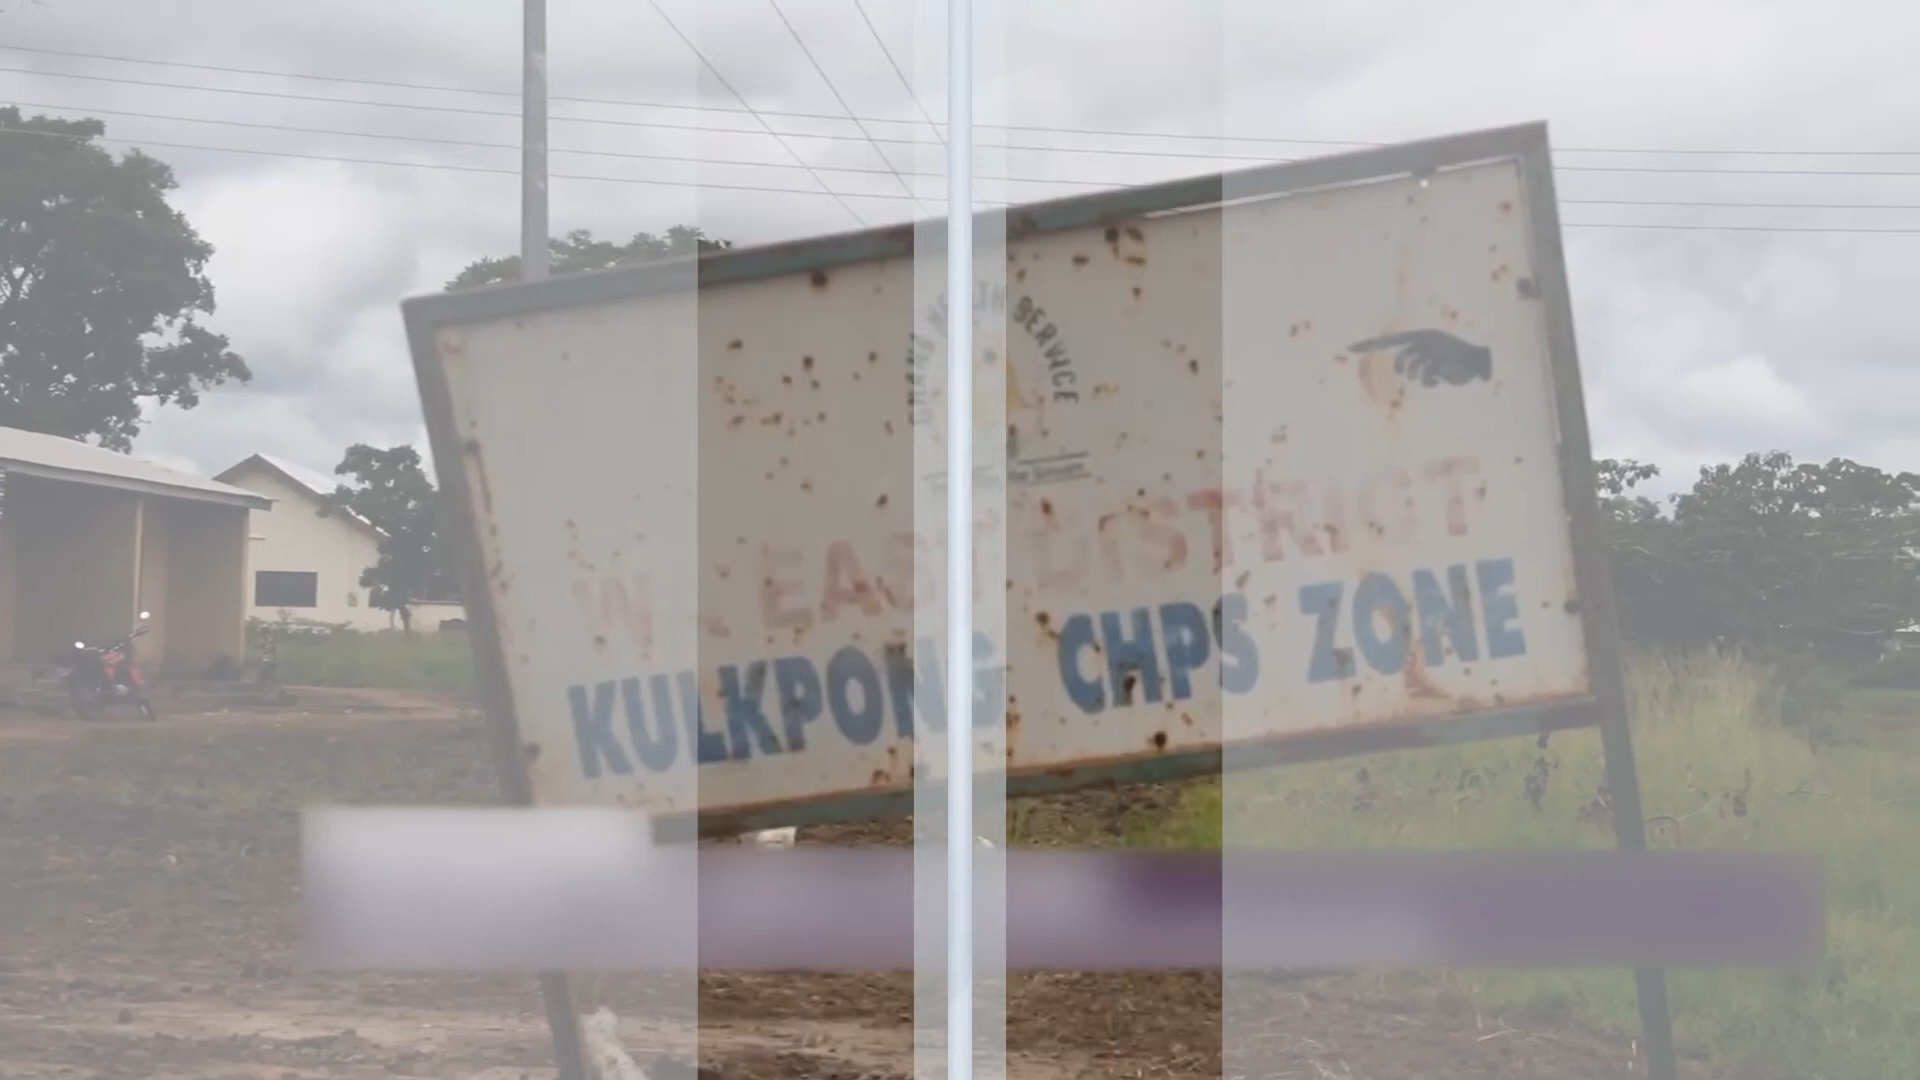 GHANA HEALTH SERVICE
EAST DISTRICT
KULKPONG CHPS ZONE